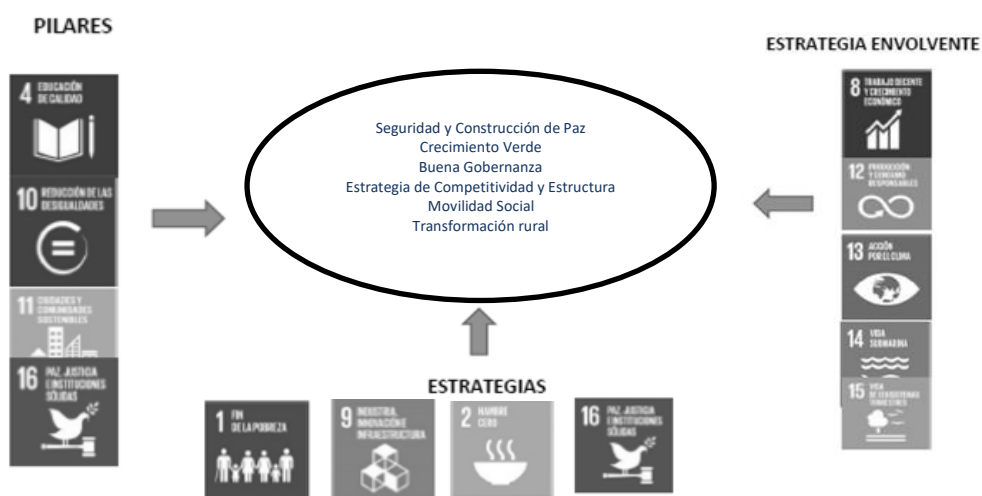 PILARES
4 EDUCACIÓN
DE CALIDAD
10 REDUCCIÓN DE LAS
DESIGUALDADES
11 CIUDADES Y
COMUNIDADES
SOSTENIBLES
16 PAZ, JUSTICIA
E INSTITUCIONES
SÓLIDAS
Seguridad y Construcción de Paz
Crecimiento Verde
Buena Gobernanza
Estrategia de Competitividad y Estructura
Movilidad Social
Transformación rural
ESTRATEGIA ENVOLVENTE
8 TRABAJO DECENTE
Y CRECIMIENTO
ECONÓMICO
12 PRODUCCIÓN
Y CONSUMO
RESPONSABLES
13 ACCIÓN
POR EL CLIMA
14 VIDA
SUBMARINA
15 VIDA
DE ECOSISTEMAS
TERRESTRES
ESTRATEGIAS
1 FIN
DE LA POBREZA
9 INDUSTRIA,
INNOVACIÓN E
INFRAESTRUCTURA
2 HAMBRE
CERO
16 PAZ, JUSTICIA
E INSTITUCIONES
SÓLIDAS